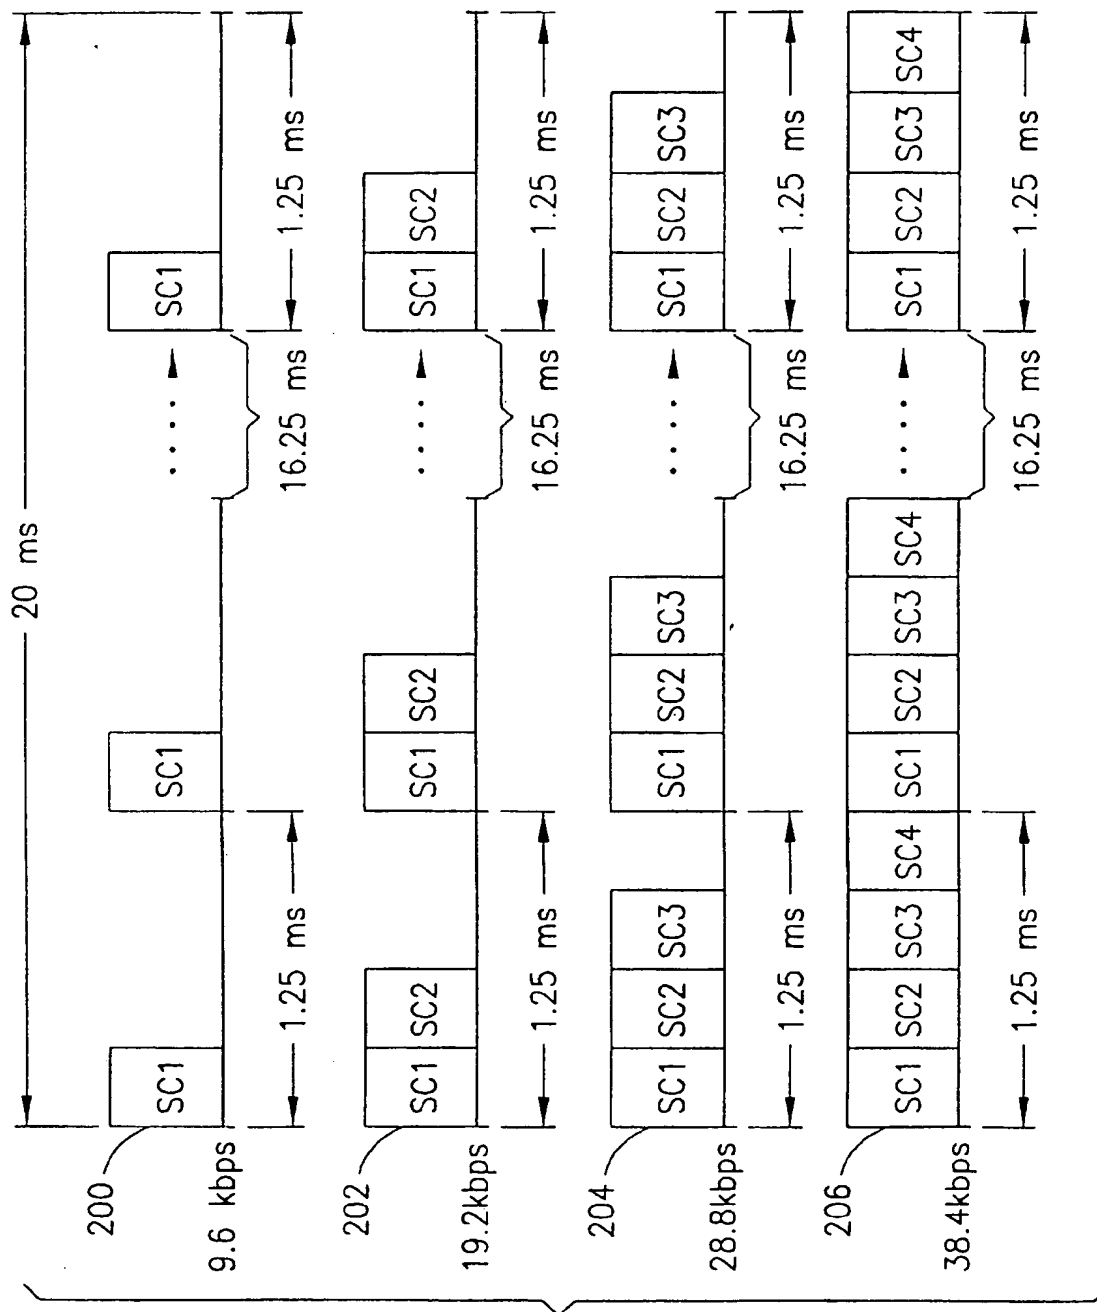 20 ms
200
SC1
SC1
SC1
9.6 kbps
1.25 ms
16.25 ms
1.25 ms
202
SC1 SC2
SC1 SC2
SC1 SC2
19.2kbps
1.25 ms
16.25 ms
1.25 ms
204
SC1 SC2 SC3
SC1 SC2 SC3
SC1 SC2 SC3
28.8kbps
1.25 ms
16.25 ms
1.25 ms
206
SC1 SC2 SC3 SC4
SC1 SC2 SC3 SC4
SC1 SC2 SC3 SC4
38.4kbps
1.25 ms
16.25 ms
1.25 ms